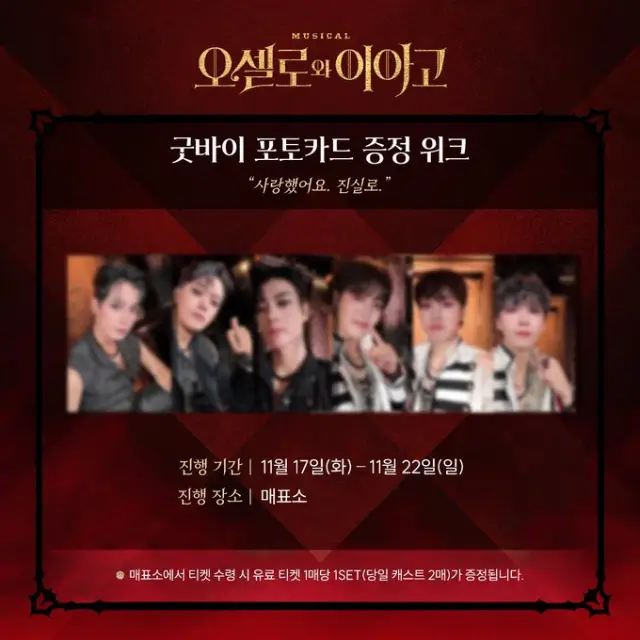 MUSICAL
오셀로와 이아고
굿바이 포토카드 증정 위크
“사랑했어요. 진실로.”
진행 기간 | 11월 17일(화) – 11월 22일(일)
진행 장소 | 매표소
매표소에서 티켓 수령 시 유료 티켓 1매당 1SET(당일 캐스트 2매)가 증정됩니다.